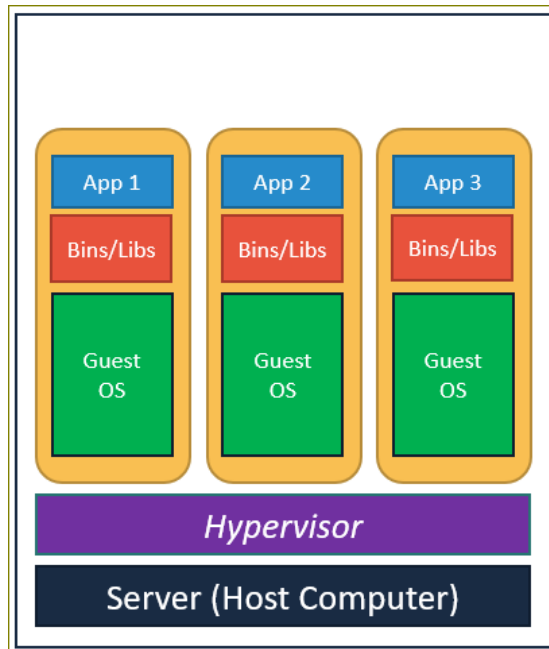 App 1
App 2
App 3
Bins/Libs
Bins/Libs
Bins/Libs
Guest
OS
Guest
OS
Guest
OS
Hypervisor
Server (Host Computer)